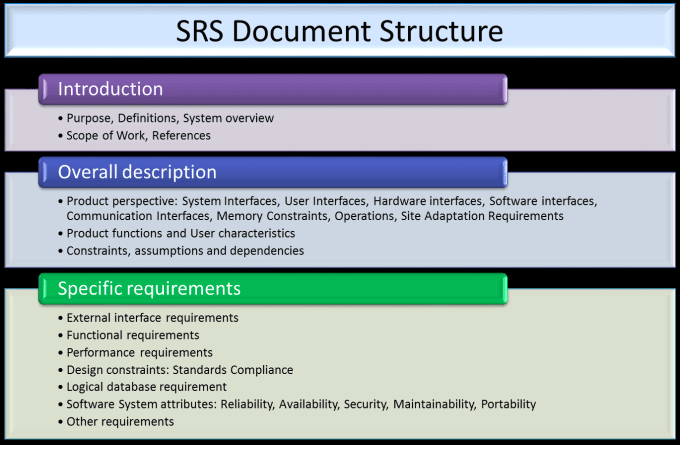 SRS Document Structure
Introduction
• Purpose, Definitions, System overview
• Scope of Work, References
Overall description
• Product perspective: System Interfaces, User Interfaces, Hardware interfaces, Software interfaces,
Communication Interfaces, Memory Constraints, Operations, Site Adaptation Requirements
• Product functions and User characteristics
• Constraints, assumptions and dependencies
Specific requirements
• External interface requirements
• Functional requirements
• Performance requirements
• Design constraints: Standards Compliance
• Logical database requirement
• Software System attributes: Reliability, Availability, Security, Maintainability, Portability
• Other requirements